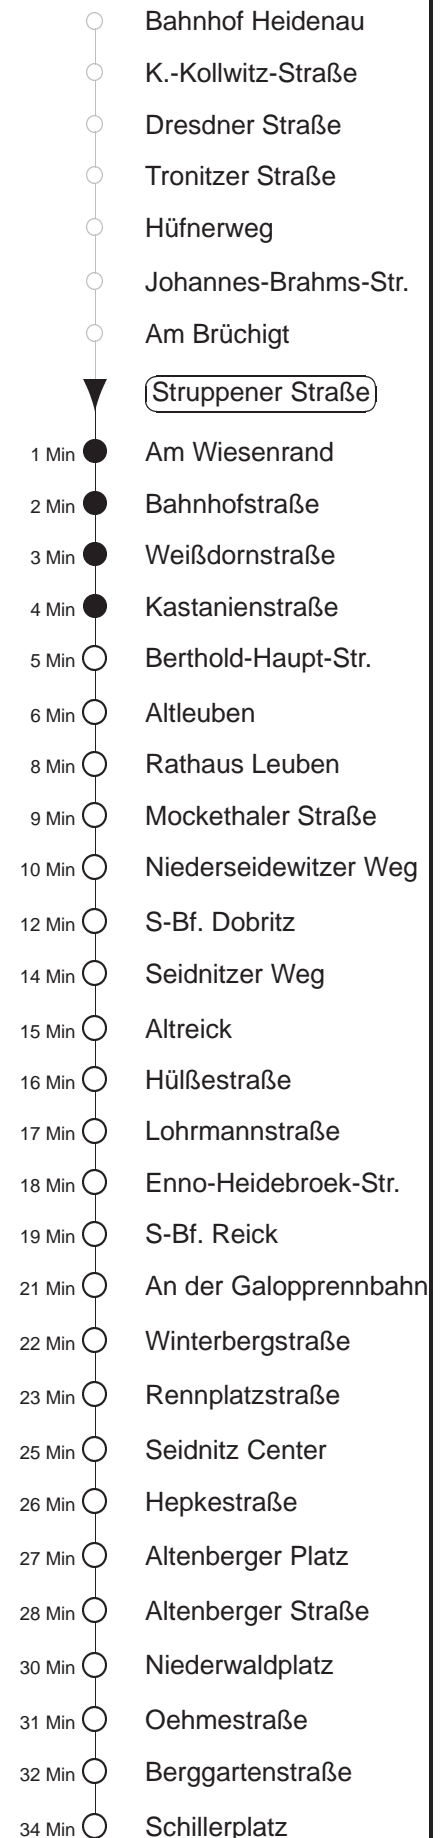 Bahnhof Heidenau
K.-Kollwitz-Straße
Dresdner Straße
Tronitzer Straße
Hüfnerweg
Johannes-Brahms-Str.
Am Brüchigt
Struppener Straße
1 Min Am Wiesenrand
2 Min Bahnhofstraße
3 Min Weißdornstraße
4 Min Kastanienstraße
5 Min Berthold-Haupt-Str.
6 Min Altleuben
8 Min Rathaus Leuben
9 Min Mockethaler Straße
10 Min Niederseidewitzer Weg
12 Min S-Bf. Dobritz
14 Min Seidnitzer Weg
15 Min Altreick
16 Min Hülßestraße
17 Min Lohrmannstraße
18 Min Enno-Heidebroek-Str.
19 Min S-Bf. Reick
21 Min An der Galopprennbahn
22 Min Winterbergstraße
23 Min Rennplatzstraße
25 Min Seidnitz Center
26 Min Hepkestraße
27 Min Altenberger Platz
28 Min Altenberger Straße
30 Min Niederwaldplatz
31 Min Oehmestraße
32 Min Berggartenstraße
34 Min Schillerplatz